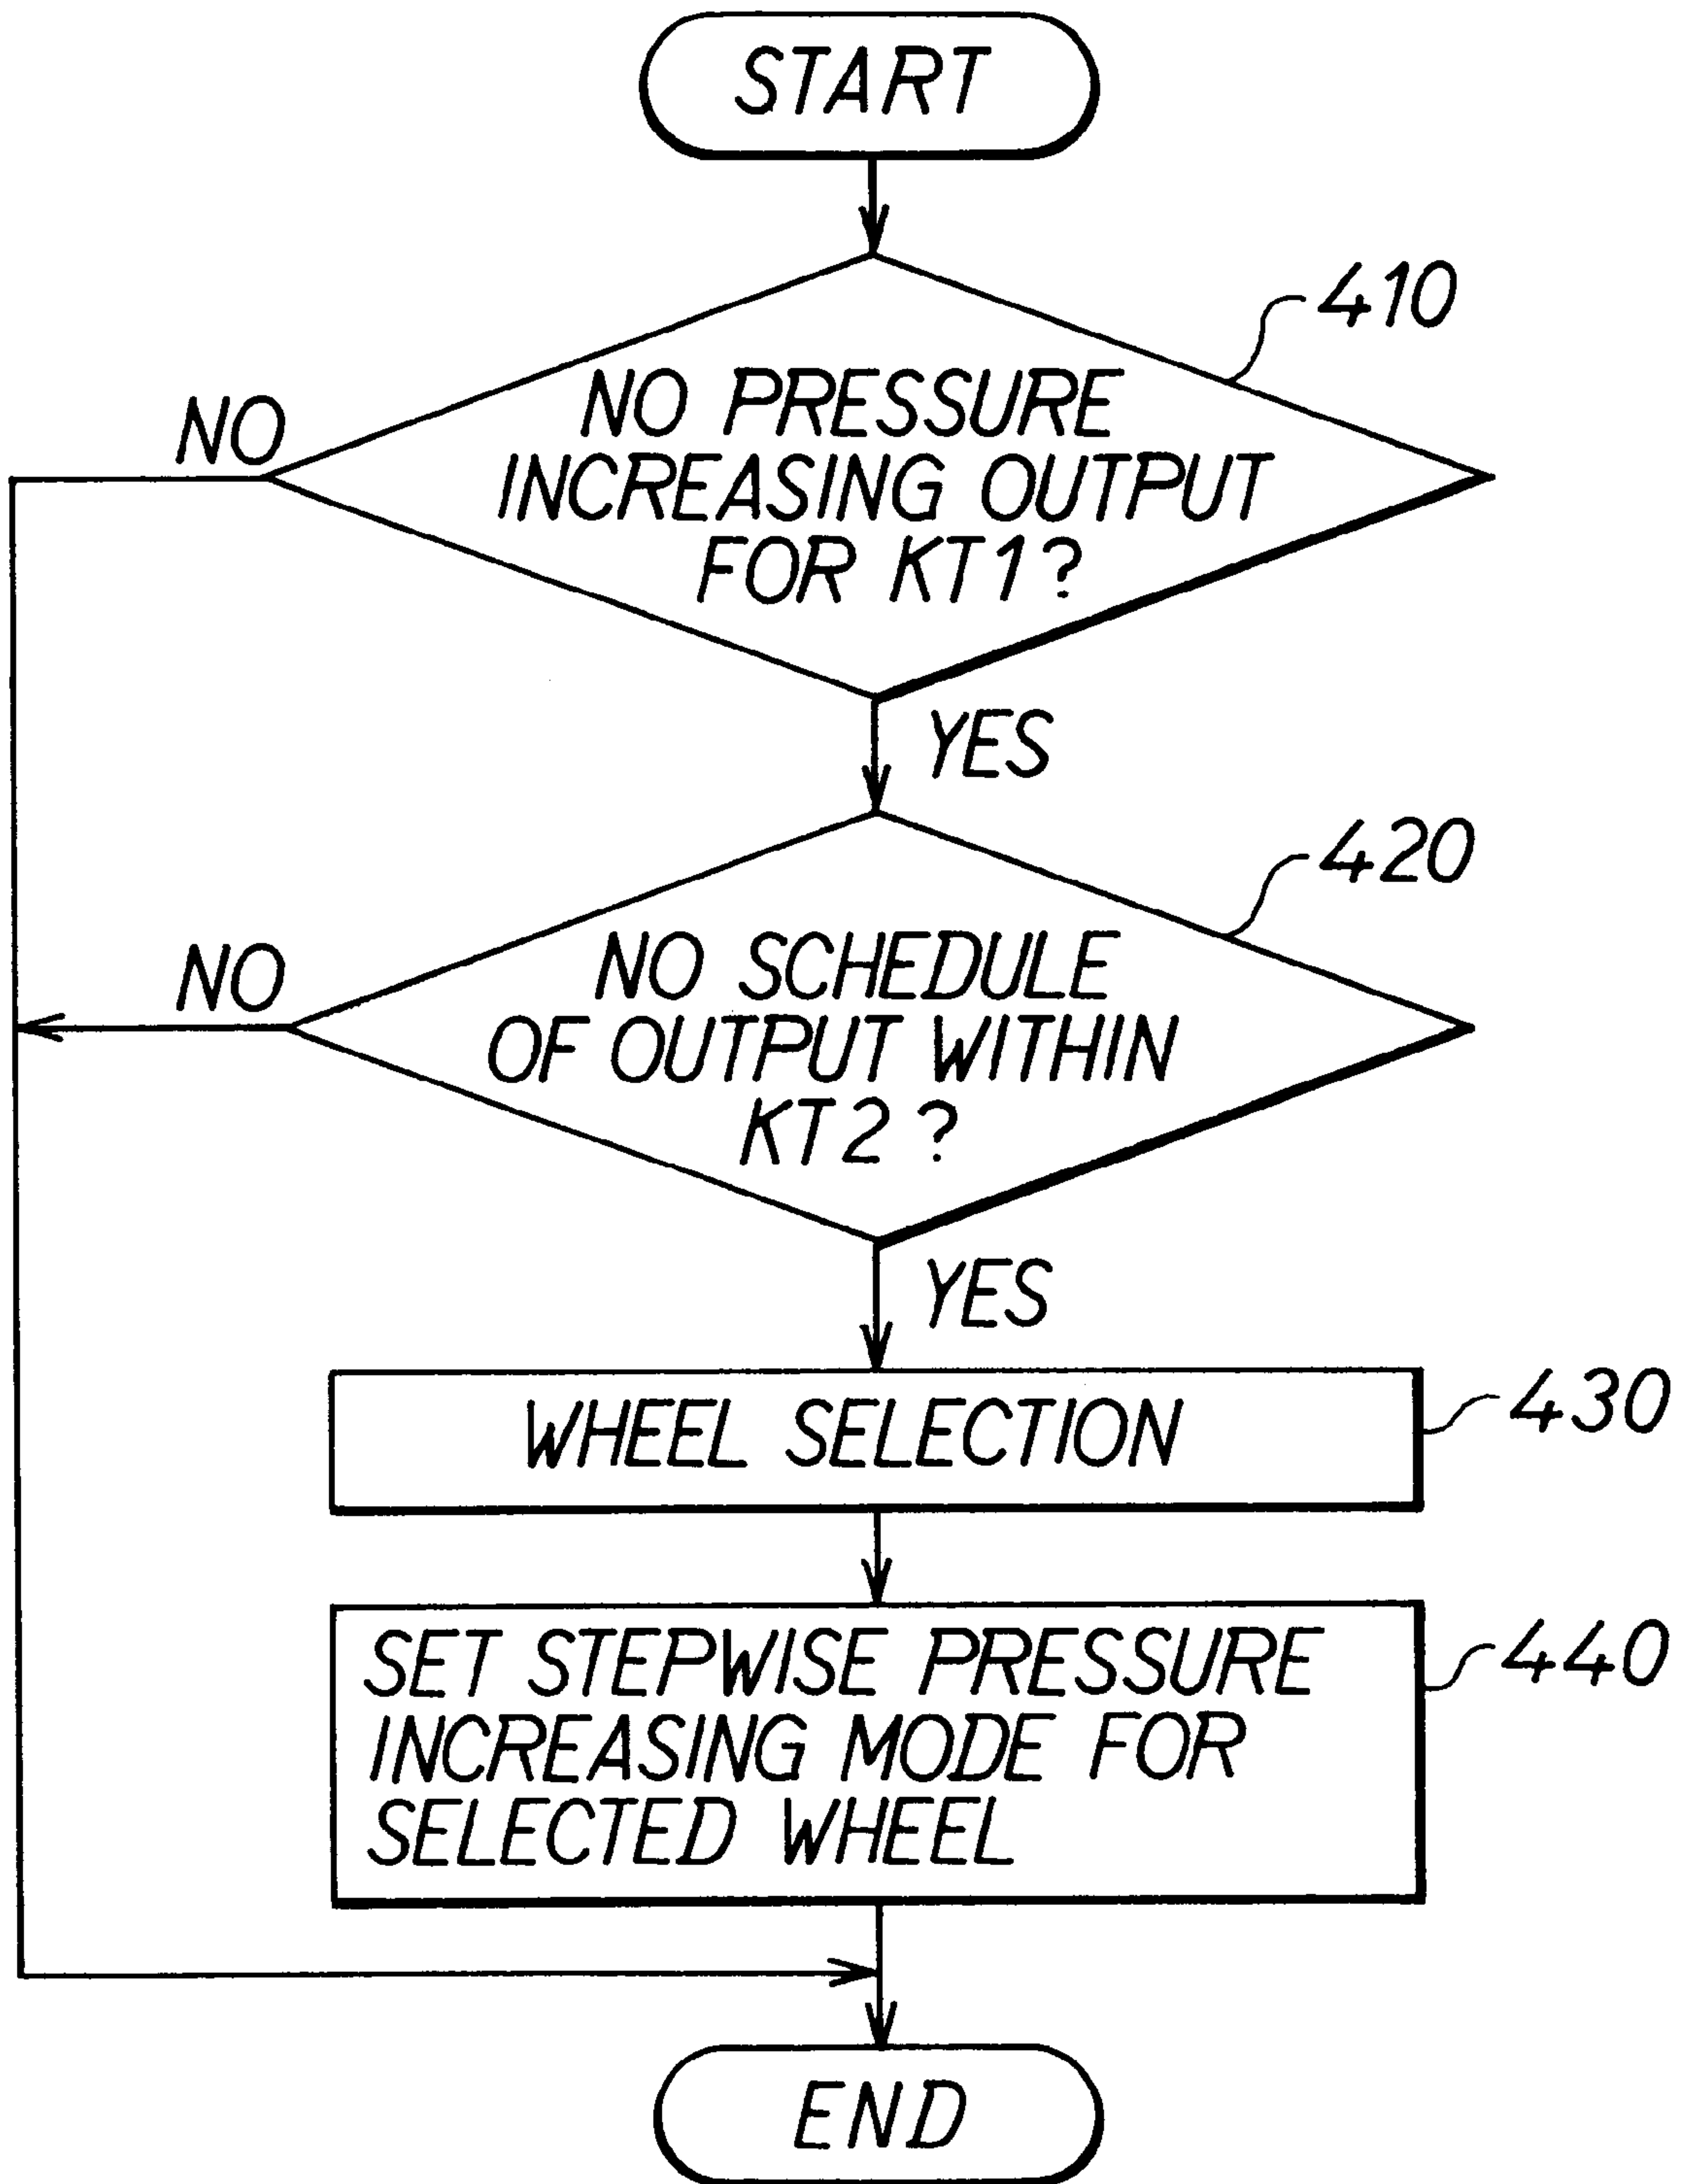 START
410
NO PRESSURE
INCREASING OUTPUT
FOR KT1?
NO
YES
420
NO SCHEDULE
OF OUTPUT WITHIN
KT2?
NO
YES
WHEEL SELECTION
430
SET STEPWISE PRESSURE
INCREASING MODE FOR
SELECTED WHEEL
440
END